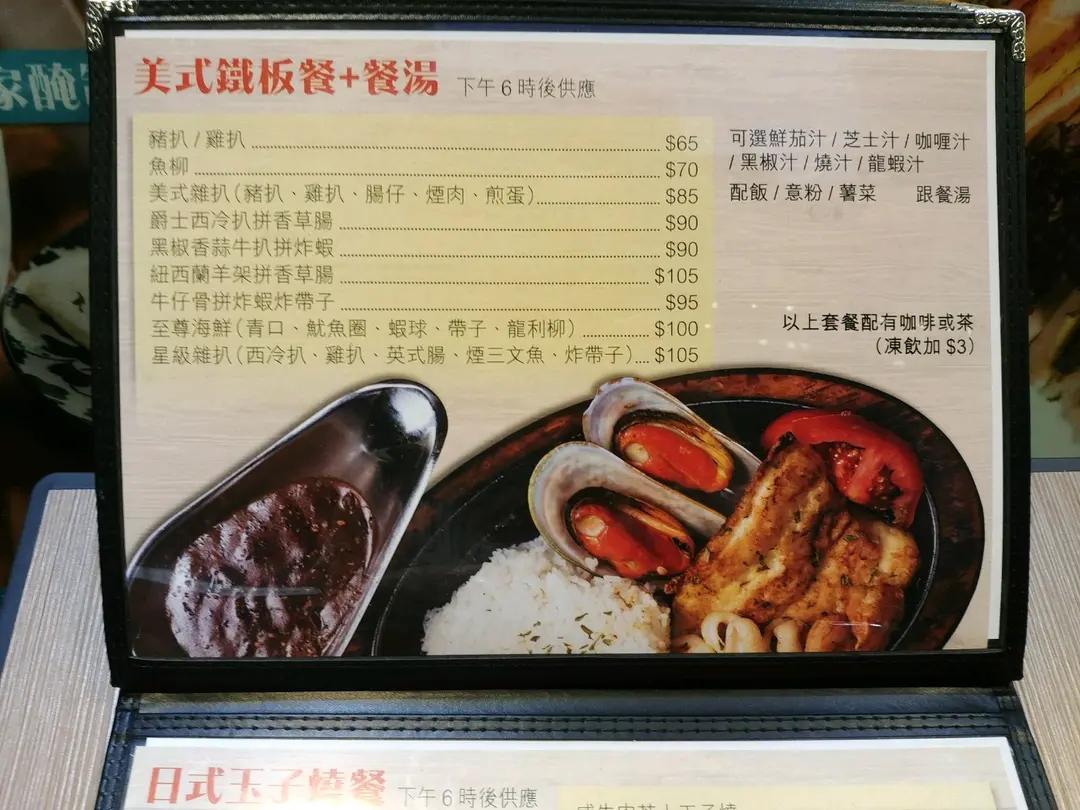 家醃
美式鐵板餐+餐湯 下午6時後供應
豬扒 / 雞扒 $65
魚柳 $70
美式雜扒(豬扒、雞扒、腸仔、煙肉、煎蛋) $85
爵士西冷扒拼香草腸 $90
黑椒香蒜牛扒拼炸蝦 $90
紐西蘭羊架拼香草腸 $105
牛仔骨拼炸蝦炸帶子 $95
至尊海鮮(青口、魷魚圈、蝦球、帶子、龍利柳) $100
星級雜扒(西冷扒、雞扒、英式腸、煙三文魚、炸帶子) $105
可選鮮茄汁 / 芝士汁 / 咖喱汁
/ 黑椒汁 / 燒汁 / 龍蝦汁
配飯 / 意粉 / 薯菜 跟餐湯
以上套餐配有咖啡或茶
(凍飲加 $3)
日式玉子燒餐 下午6時後供應